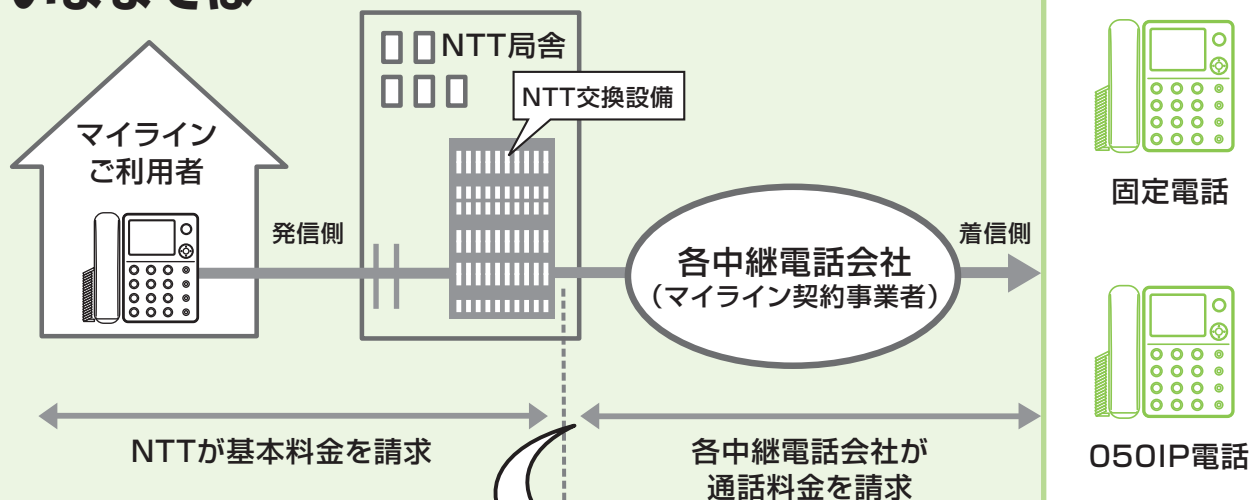 いままでは
NTT局舎
NTT交換設備
マイライン
ご利用者
発信側
各中継電話会社
（マイライン契約事業者）
着信側
固定電話
050IP電話
NTTが基本料金を請求
各中継電話会社が
通話料金を請求